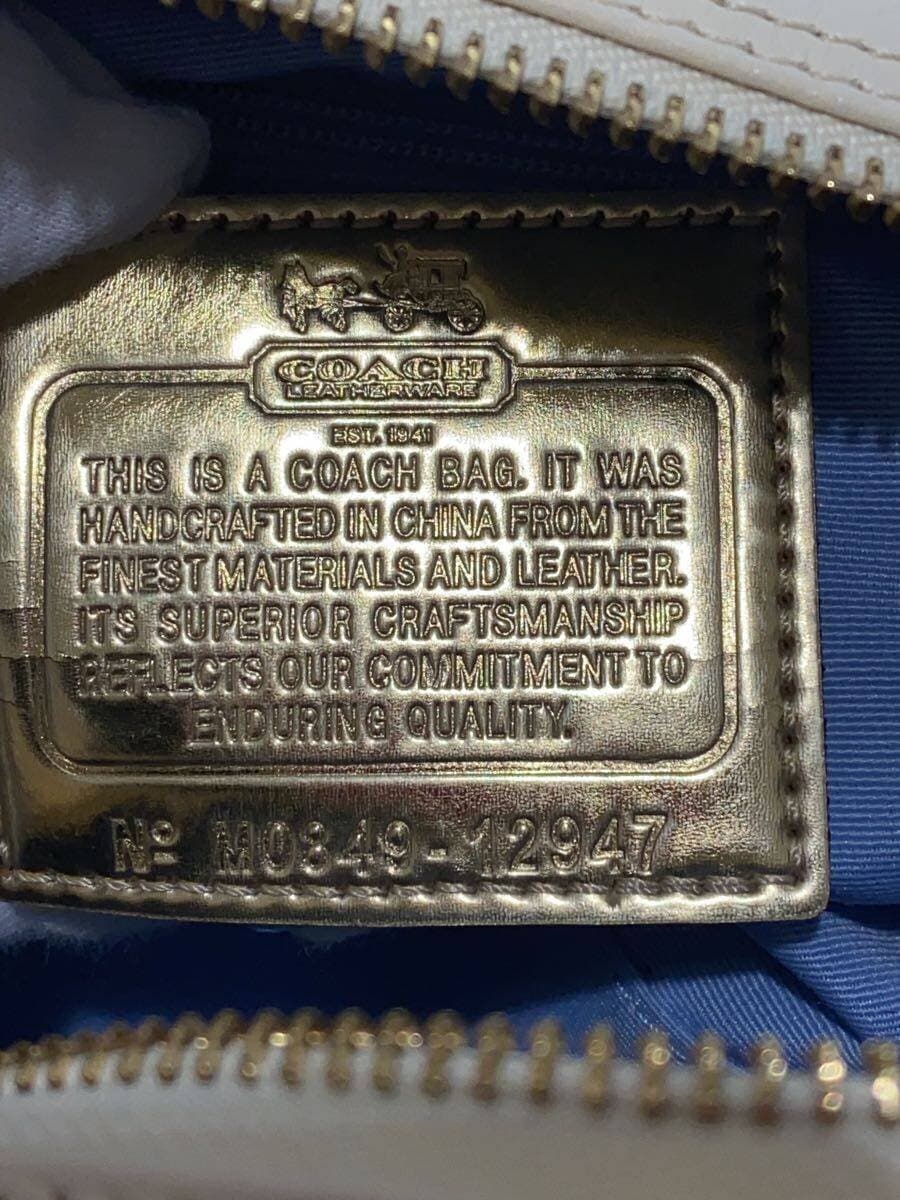 COACH
LEATHERWARE
EST. 1941
THIS IS A COACH BAG. IT WAS
HANDCRAFTED IN CHINA FROM THE
FINEST MATERIALS AND LEATHER.
ITS SUPERIOR CRAFTSMANSHIP
REFLECTS OUR COMMITMENT TO
ENDURING QUALITY.
Nº M0849-12947